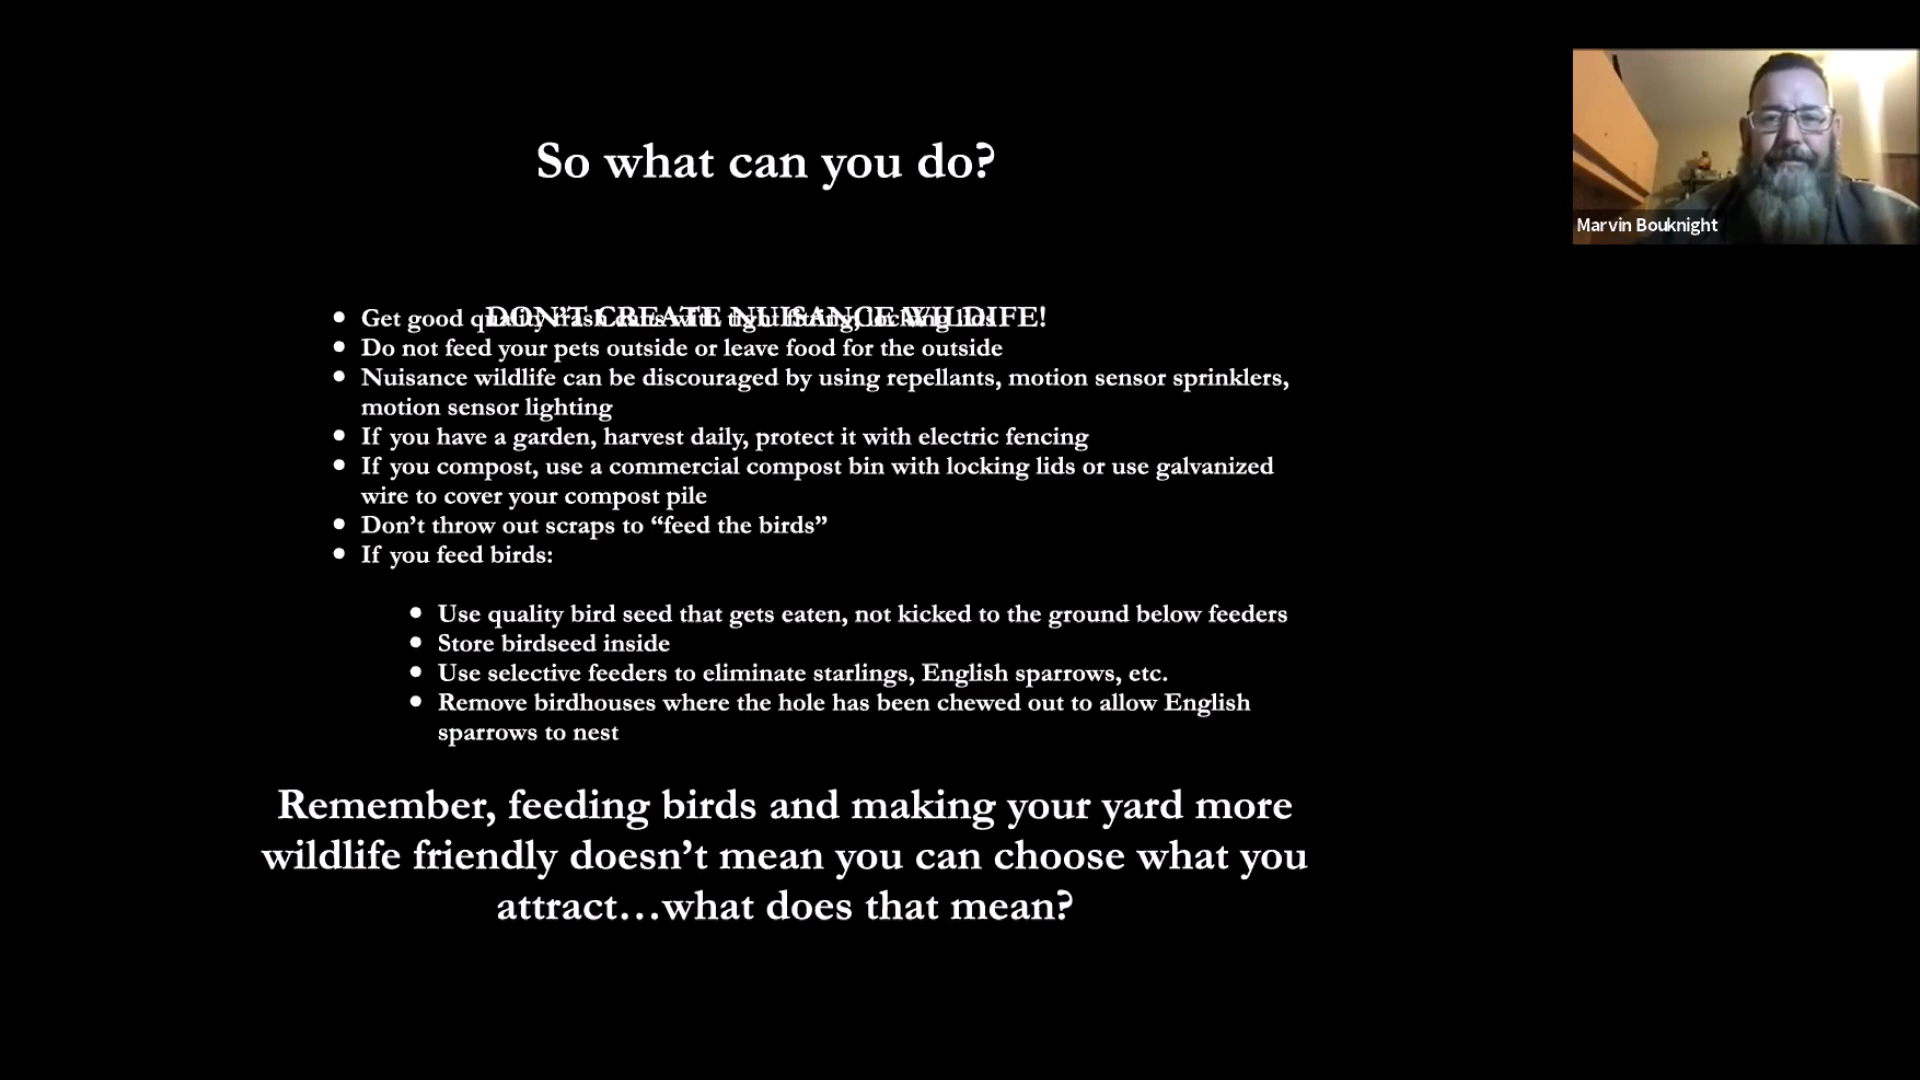 So what can you do?
Marvin Bouknight
DON'T CREATE NUISANCE WILDIFE!
• Get good quality trash cans with tight fitting, locking lids
• Do not feed your pets outside or leave food for the outside
• Nuisance wildlife can be discouraged by using repellants, motion sensor sprinklers,
motion sensor lighting
• If you have a garden, harvest daily, protect it with electric fencing
• If you compost, use a commercial compost bin with locking lids or use galvanized
wire to cover your compost pile
• Don’t throw out scraps to “feed the birds”
• If you feed birds:
• Use quality bird seed that gets eaten, not kicked to the ground below feeders
• Store birdseed inside
• Use selective feeders to eliminate starlings, English sparrows, etc.
• Remove birdhouses where the hole has been chewed out to allow English
sparrows to nest
Remember, feeding birds and making your yard more
wildlife friendly doesn’t mean you can choose what you
attract…what does that mean?